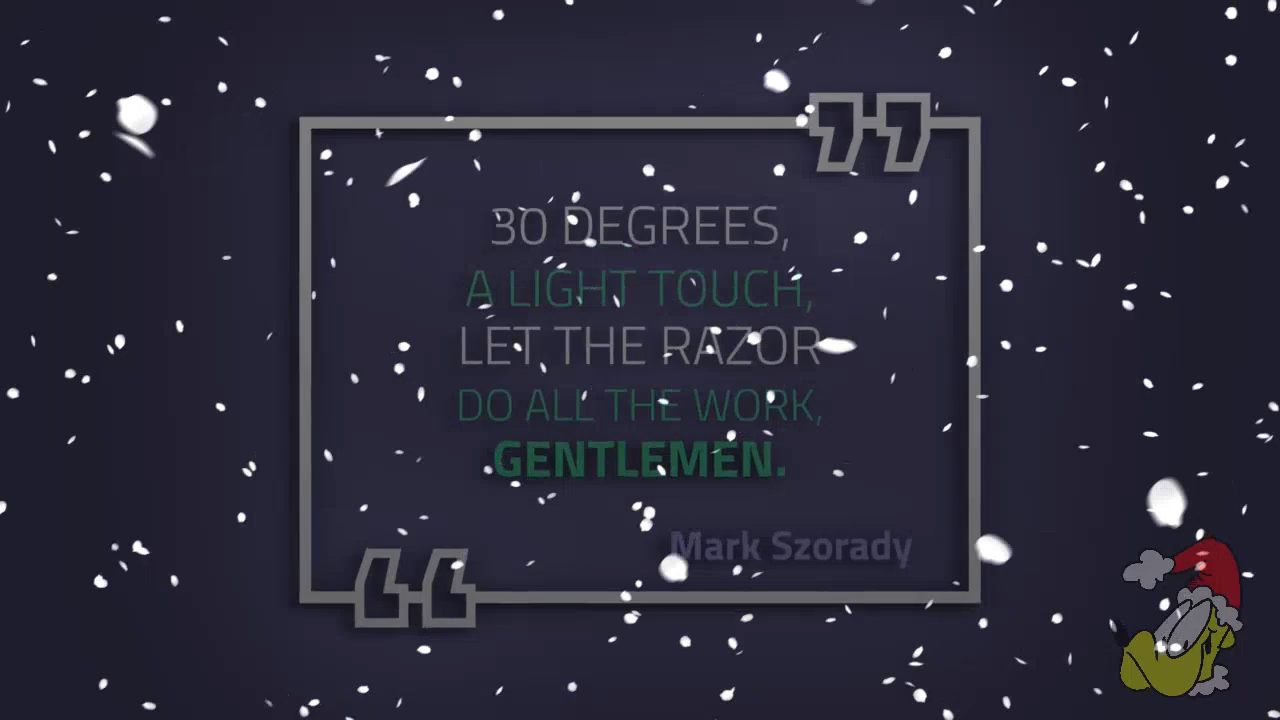 30 DEGREES,
A LIGHT TOUCH,
LET THE RAZOR
DO ALL THE WORK,
GENTLEMEN.
Mark Szorady